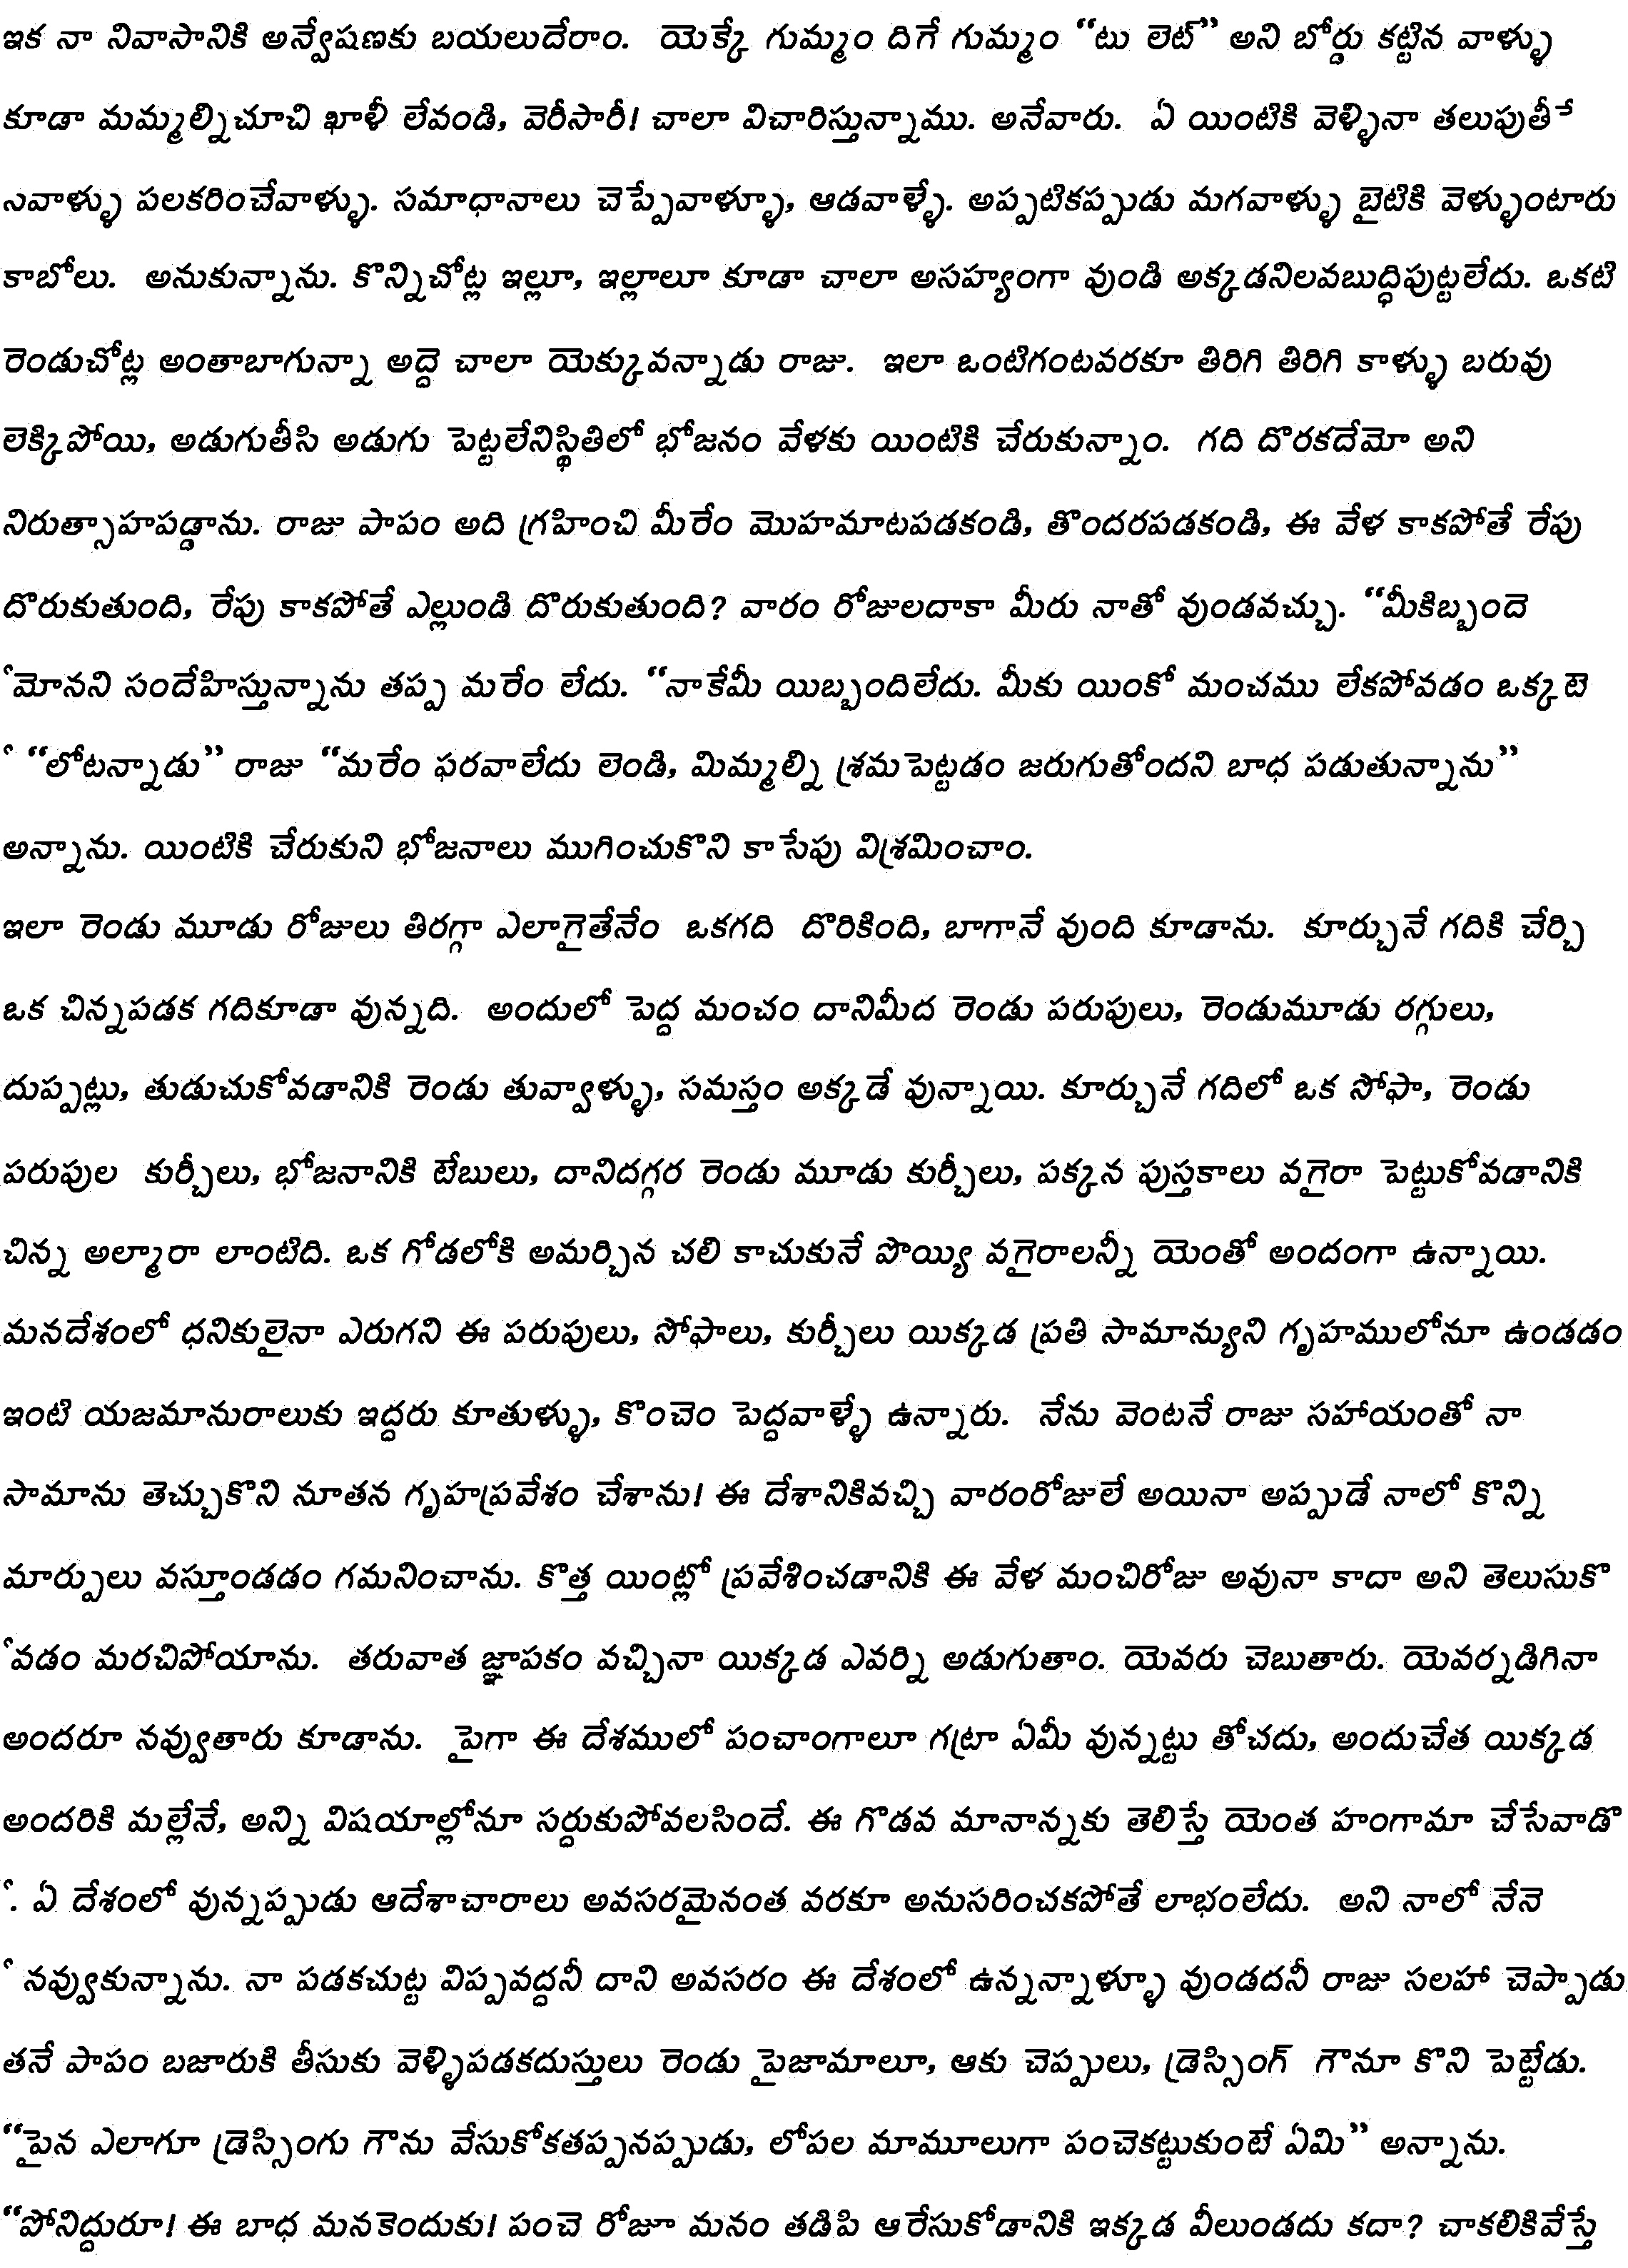 ఇక నా నివాసానికి అన్వేషణకు బయలుదేరాం. యెక్కే గుమ్మం దిగే గుమ్మం “టు లెట్” అని బోర్డు కట్టిన వాళ్ళు
కూడా మమ్మల్నిచూచి ఖాళీ లేవండి, వెరీసారీ! చాలా విచారిస్తున్నాము. అనేవారు. ఏ యింటికి వెళ్ళినా తలుపుతీసే
నవాళ్ళు పలకరించేవాళ్ళు. సమాధానాలు చెప్పేవాళ్ళూ, ఆడవాళ్ళే. అప్పటికప్పుడు మగవాళ్ళు బైటికి వెళ్ళుంటారు
కాబోలు. అనుకున్నాను. కొన్నిచోట్ల ఇల్లూ, ఇల్లాలూ కూడా చాలా అసహ్యంగా వుండి అక్కడనిలవబుద్ధిపుట్టలేదు. ఒకటి
రెండుచోట్ల అంతాబాగున్నా అద్దె చాలా యెక్కువన్నాడు రాజు. ఇలా ఒంటిగంటవరకూ తిరిగి తిరిగి కాళ్ళు బరువు
లెక్కిపోయి, అడుగుతీసి అడుగు పెట్టలేనిస్థితిలో భోజనం వేళకు యింటికి చేరుకున్నాం. గది దొరకదేమో అని
నిరుత్సాహపడ్డాను. రాజు పాపం అది గ్రహించి మీరేం మొహమాటపడకండి, తొందరపడకండి, ఈ వేళ కాకపోతే రేపు
దొరుకుతుంది, రేపు కాకపోతే ఎల్లుండి దొరుకుతుంది? వారం రోజులదాకా మీరు నాతో వుండవచ్చు. “మీకిబ్బందె
ేమోనని సందేహిస్తున్నాను తప్ప మరేం లేదు. “నాకేమీ యిబ్బందిలేదు. మీకు యింకో మంచము లేకపోవడం ఒక్కటె
ే “లోటన్నాడు” రాజు “మరేం ఫరవాలేదు లెండి, మిమ్మల్ని శ్రమపెట్టడం జరుగుతోందని బాధ పడుతున్నాను”
అన్నాను. యింటికి చేరుకుని భోజనాలు ముగించుకొని కాసేపు విశ్రమించాం.
ఇలా రెండు మూడు రోజులు తిరగ్గా ఎలాగైతేనేం ఒకగది దొరికింది, బాగానే వుంది కూడాను. కూర్చునే గదికి చేర్చి
ఒక చిన్నపడక గదికూడా వున్నది. అందులో పెద్ద మంచం దానిమీద రెండు పరుపులు, రెండుమూడు రగ్గులు,
దుప్పట్లు, తుడుచుకోవడానికి రెండు తువ్వాళ్ళు, సమస్తం అక్కడే వున్నాయి. కూర్చునే గదిలో ఒక సోఫా, రెండు
పరుపుల కుర్చీలు, భోజనానికి టేబులు, దానిదగ్గర రెండు మూడు కుర్చీలు, పక్కన పుస్తకాలు వగైరా పెట్టుకోవడానికి
చిన్న అల్మారా లాంటిది. ఒక గోడలోకి అమర్చిన చలి కాచుకునే పొయ్యి వగైరాలన్నీ యెంతో అందంగా ఉన్నాయి.
మనదేశంలో ధనికులైనా ఎరుగని ఈ పరుపులు, సోఫాలు, కుర్చీలు యిక్కడ ప్రతి సామాన్యుని గృహములోనూ ఉండడం
ఇంటి యజమానురాలుకు ఇద్దరు కూతుళ్ళు, కొంచెం పెద్దవాళ్ళే ఉన్నారు. నేను వెంటనే రాజు సహాయంతో నా
సామాను తెచ్చుకొని నూతన గృహప్రవేశం చేశాను! ఈ దేశానికివచ్చి వారంరోజులే అయినా అప్పుడే నాలో కొన్ని
మార్పులు వస్తూండడం గమనించాను. కొత్త యింట్లో ప్రవేశించడానికి ఈ వేళ మంచిరోజు అవునా కాదా అని తెలుసుకొ
ేవడం మరచిపోయాను. తరువాత జ్ఞాపకం వచ్చినా యిక్కడ ఎవర్ని అడుగుతాం. యెవరు చెబుతారు. యెవర్నడిగినా
అందరూ నవ్వుతారు కూడాను. పైగా ఈ దేశములో పంచాంగాలూ గట్రా ఏమీ వున్నట్టు తోచదు, అందుచేత యిక్కడ
అందరికి మల్లేనే, అన్ని విషయాల్లోనూ సర్దుకుపోవలసిందే. ఈ గొడవ మానాన్నకు తెలిస్తే యెంత హంగామా చేసేవాడొ
ే. ఏ దేశంలో వున్నప్పుడు ఆదేశాచారాలు అవసరమైనంత వరకూ అనుసరించకపోతే లాభంలేదు. అని నాలో నేనె
ే నవ్వుకున్నాను. నా పడకచుట్ట విప్పవద్దనీ దాని అవసరం ఈ దేశంలో ఉన్నన్నాళ్ళూ వుండదనీ రాజు సలహా చెప్పాడు
తనే పాపం బజారుకి తీసుకు వెళ్ళిపడకదుస్తులు రెండు పైజామాలూ, ఆకు చెప్పులు, డ్రెస్సింగ్ గౌనూ కొని పెట్టేడు.
“పైన ఎలాగూ డ్రెస్సింగు గౌను వేసుకోకతప్పనప్పుడు, లోపల మామూలుగా పంచెకట్టుకుంటే ఏమి” అన్నాను.
“పోనిద్దురూ! ఈ బాధ మనకెందుకు! పంచె రోజూ మనం తడిపి ఆరేసుకోడానికి ఇక్కడ వీలుండదు కదా? చాకలికివేస్తే